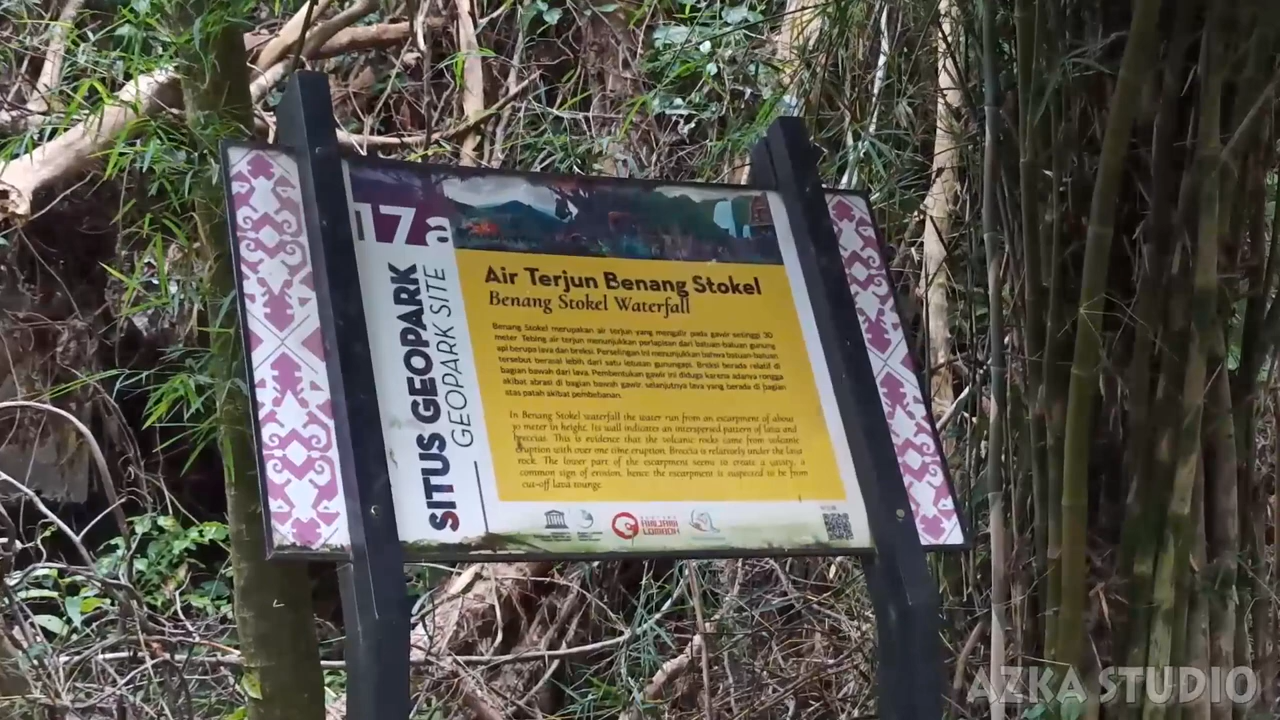 17a
SITUS GEOPARK
GEOPARK SITE
Air Terjun Benang Stokel
Benang Stokel Waterfall
Benang Stokel merupakan air terjun yang mengalir pada gawir setinggi 30
meter Tebing air terjun menunjukkan perlapisan dari batuan-batuan gunung
api berupa lava dan breksi. Perselingan ini menunjukkan bahwa batuan-batuan
tersebut berasal lebih dari satu letusan gunungapi. Breksi berada relatif di
bagian bawah dari lava. Pembentukan gawir ini diduga karena adanya rongga
akibat abrasi di bagian bawah gawir, selanjutnya lava yang berada di bagian
atas patah akibat pembebanan.
In Benang Stokel waterfall the water run from an escarpment of about
30 meter in height. Its wall indicates an interspersed pattern of lava and
breccias. This is evidence that the volcanic rocks came from volcanic
eruption with over one time eruption. Breccia is relatively under the lava
rock. The lower part of the escarpment seems to create a cavity, a
common sign of erosion, hence the escarpment is suspected to be from
cut-off lava tounge.
RINJANI
LOMBOK
AZKA STUDIO